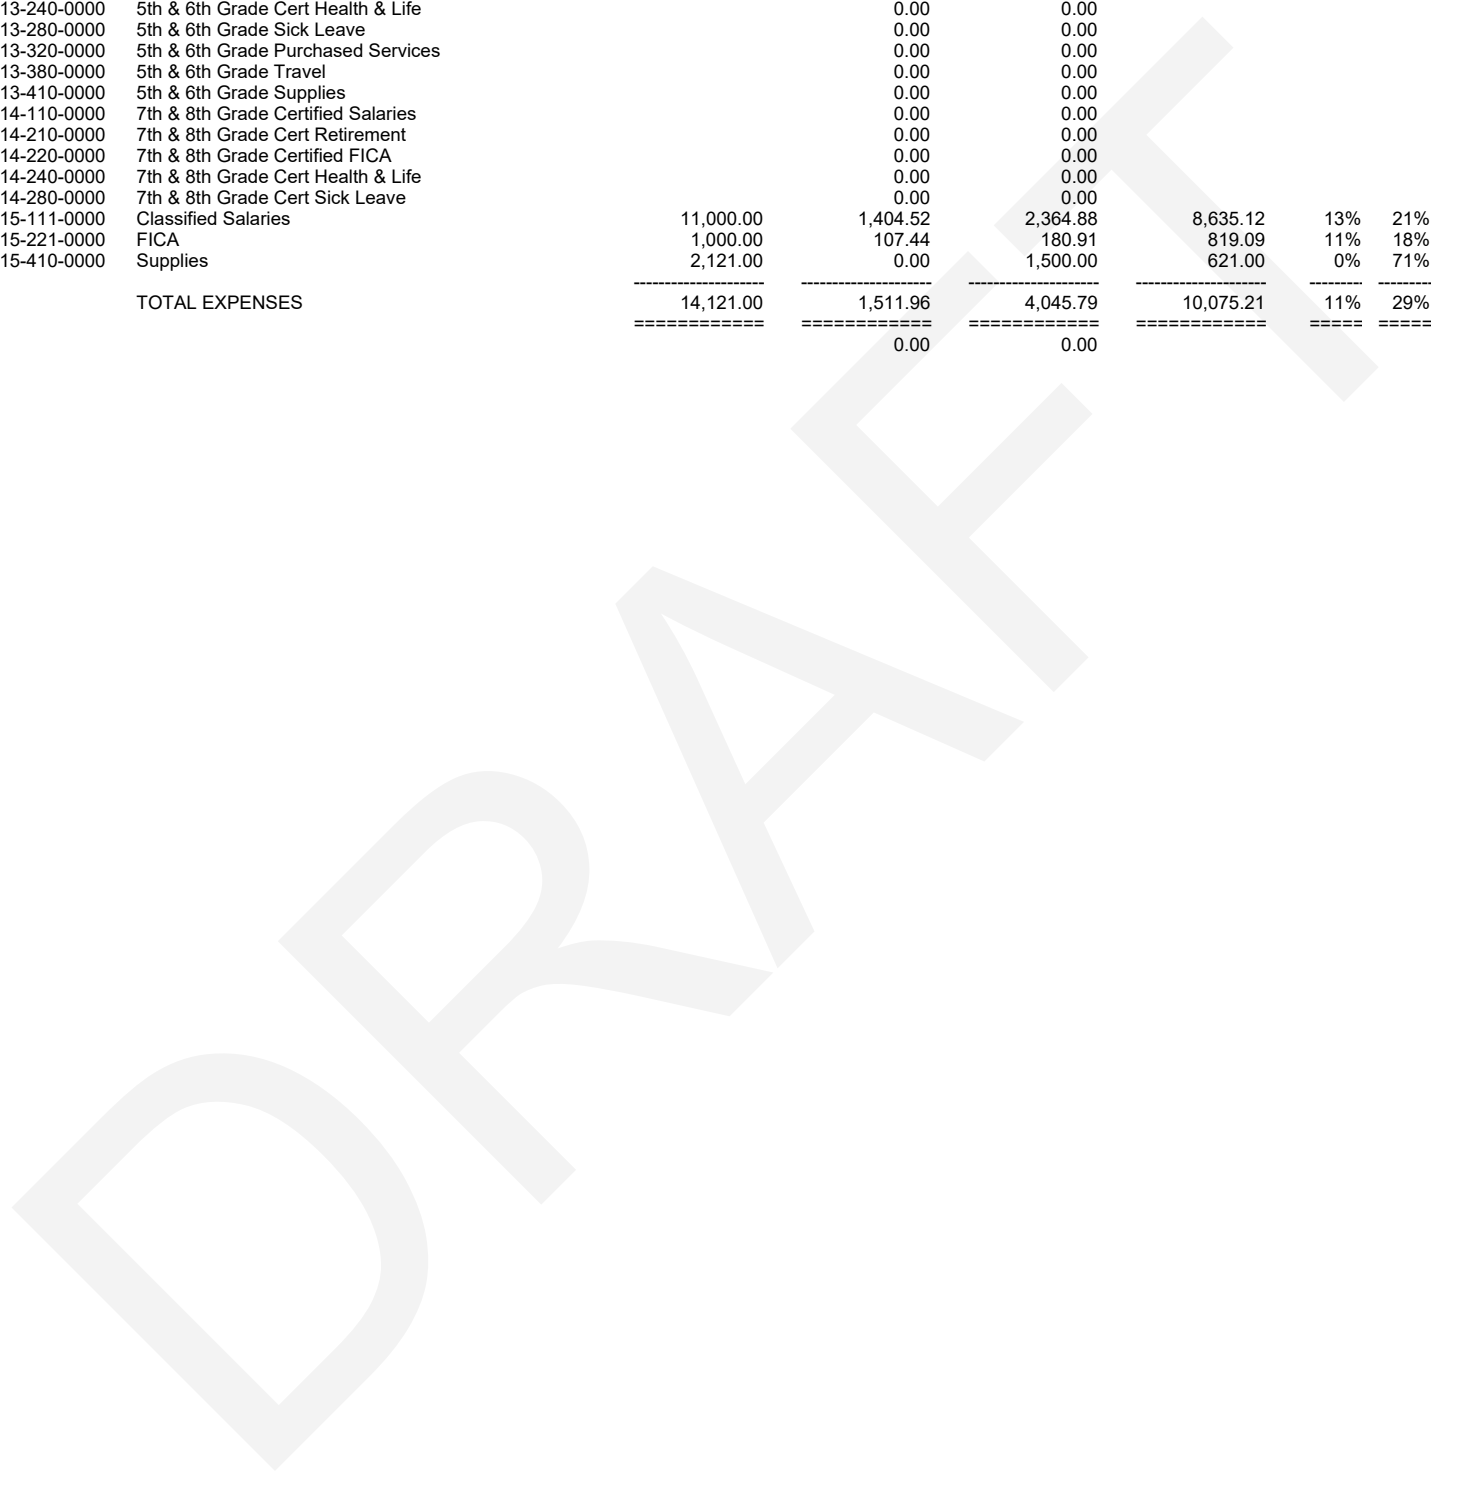 13-240-0000 5th & 6th Grade Cert Health & Life 0.00 0.00
13-280-0000 5th & 6th Grade Sick Leave 0.00 0.00
13-320-0000 5th & 6th Grade Purchased Services 0.00 0.00
13-380-0000 5th & 6th Grade Travel 0.00 0.00
13-410-0000 5th & 6th Grade Supplies 0.00 0.00
14-110-0000 7th & 8th Grade Certified Salaries 0.00 0.00
14-210-0000 7th & 8th Grade Cert Retirement 0.00 0.00
14-220-0000 7th & 8th Grade Certified FICA 0.00 0.00
14-240-0000 7th & 8th Grade Cert Health & Life 0.00 0.00
14-280-0000 7th & 8th Grade Cert Sick Leave 0.00 0.00
15-111-0000 Classified Salaries 11,000.00 1,404.52 2,364.88 8,635.12 13% 21%
15-221-0000 FICA 1,000.00 107.44 180.91 819.09 11% 18%
15-410-0000 Supplies 2,121.00 0.00 1,500.00 621.00 0% 71%
--------------------- --------------------- --------------------- --------------------- -------- ---------
TOTAL EXPENSES 14,121.00 1,511.96 4,045.79 10,075.21 11% 29%
============ ============ ============ ============ ===== =====
0.00 0.00
DRAFT